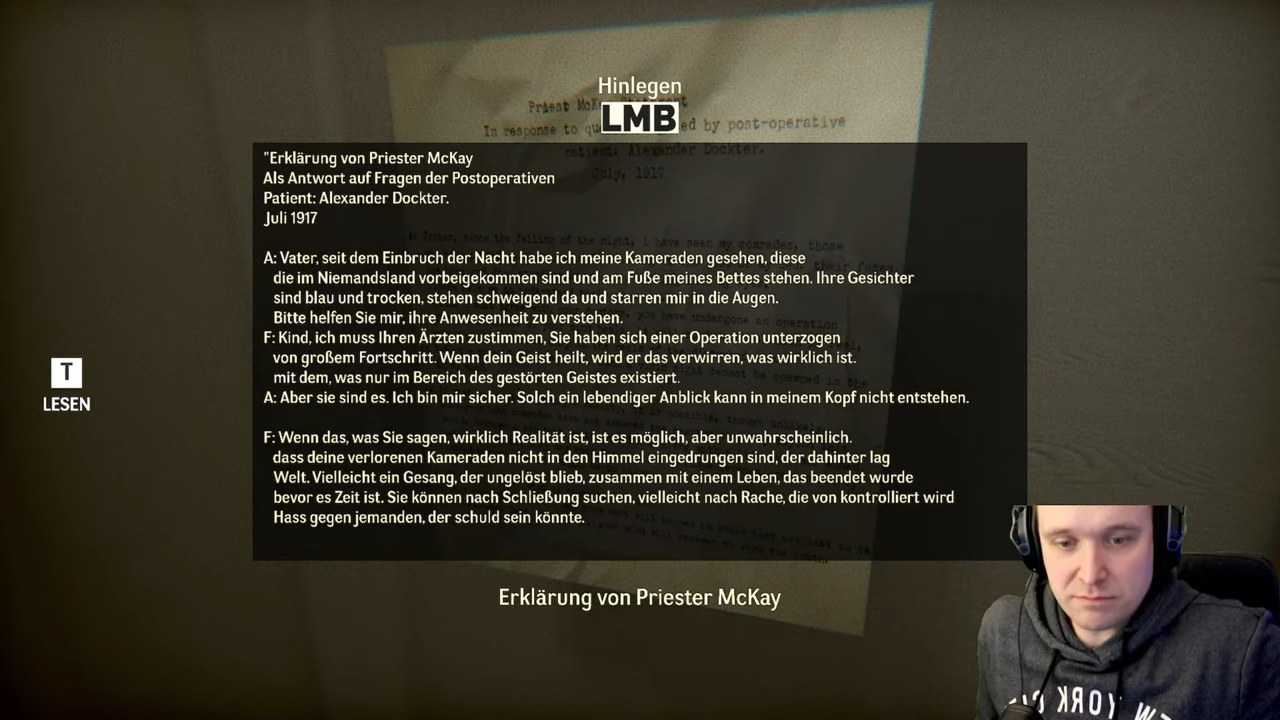 Hinlegen
LMB
Priest McK
In response to qu ed by post-operative
patient: Alexander Dockter.
July, 1917
"Erklärung von Priester McKay
Als Antwort auf Fragen der Postoperativen
Patient: Alexander Dockter.
Juli 1917
A: Vater, seit dem Einbruch der Nacht habe ich meine Kameraden gesehen, diese
die im Niemandsland vorbeigekommen sind und am Fuße meines Bettes stehen. Ihre Gesichter
sind blau und trocken, stehen schweigend da und starren mir in die Augen.
Bitte helfen Sie mir, ihre Anwesenheit zu verstehen.
F: Kind, ich muss Ihren Ärzten zustimmen, Sie haben sich einer Operation unterzogen
von großem Fortschritt. Wenn dein Geist heilt, wird er das verwirren, was wirklich ist.
mit dem, was nur im Bereich des gestörten Geistes existiert.
A: Aber sie sind es. Ich bin mir sicher. Solch ein lebendiger Anblick kann in meinem Kopf nicht entstehen.
F: Wenn das, was Sie sagen, wirklich Realität ist, ist es möglich, aber unwahrscheinlich.
dass deine verlorenen Kameraden nicht in den Himmel eingedrungen sind, der dahinter lag
Welt. Vielleicht ein Gesang, der ungelöst blieb, zusammen mit einem Leben, das beendet wurde
bevor es Zeit ist. Sie können nach Schließung suchen, vielleicht nach Rache, die von kontrolliert wird
Hass gegen jemanden, der schuld sein könnte.
T
LESEN
Erklärung von Priester McKay
NEW YORK CI